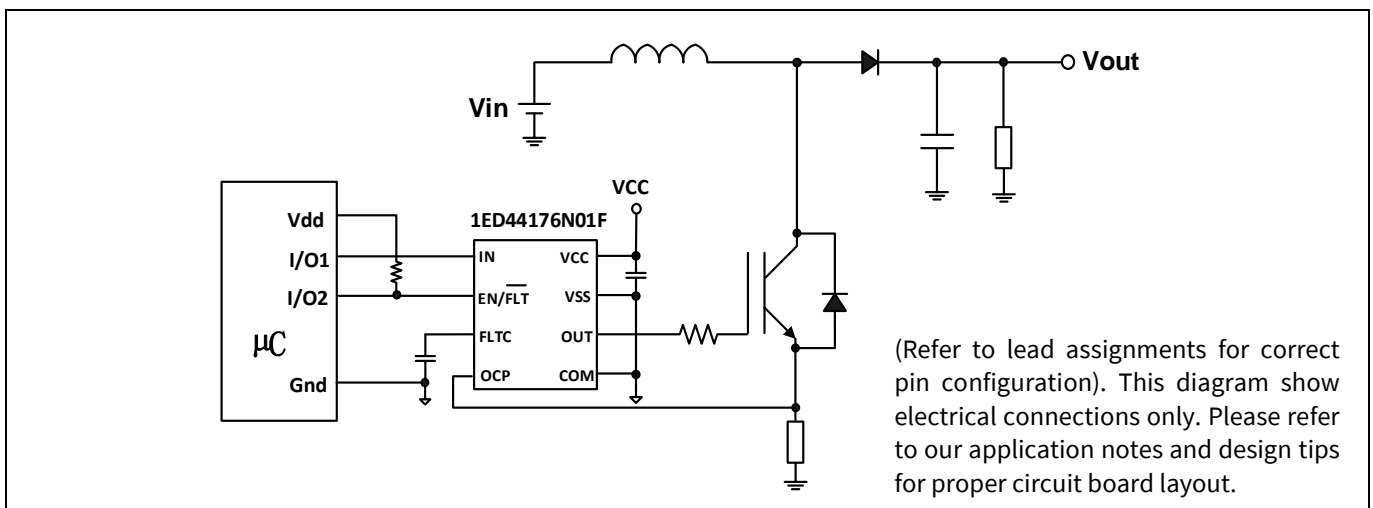 Vout
Vin
VCC
1ED44176N01F
Vdd
I/O1
I/O2
μC
Gnd
IN
EN/FLT
FLTC
OCP
VCC
VSS
OUT
COM
(Refer to lead assignments for correct
pin configuration). This diagram show
electrical connections only. Please refer
to our application notes and design tips
for proper circuit board layout.